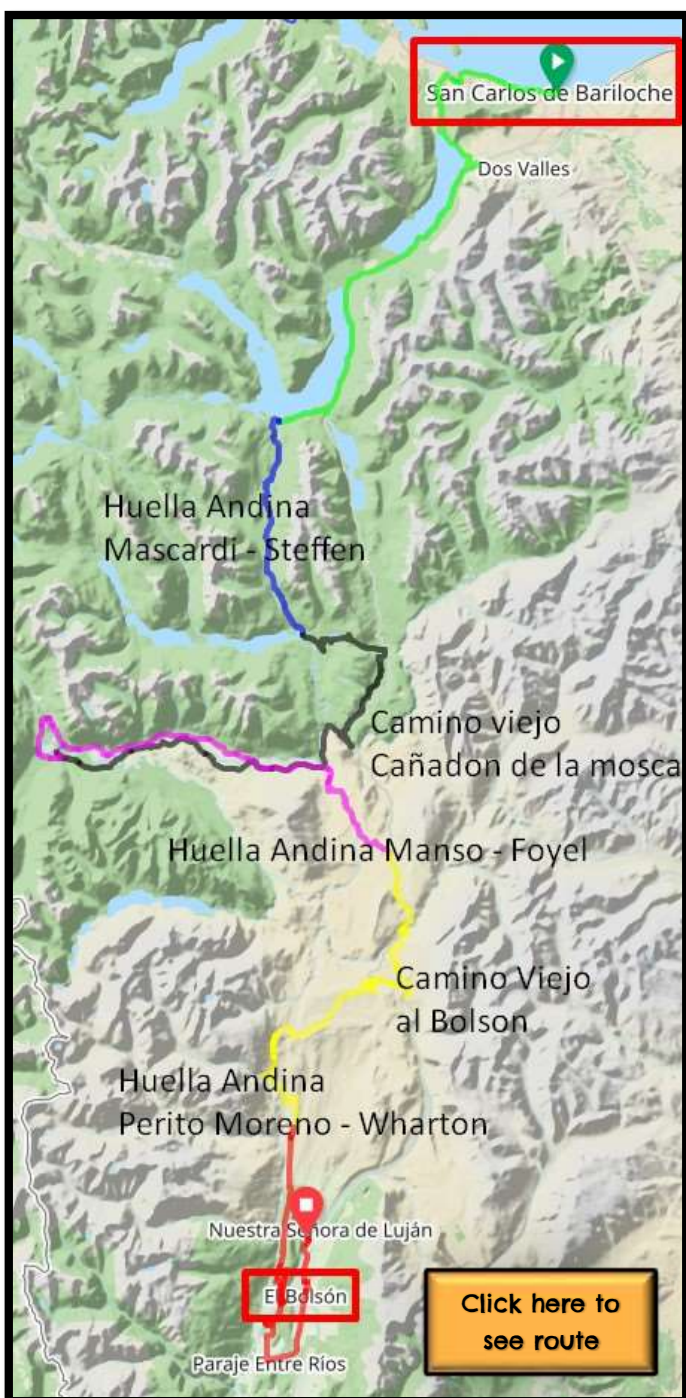 San Carlos de Bariloche
Dos Valles
Huella Andina
Mascardi - Steffen
Camino viejo
Cañadon de la mosca
Huella Andina Manso - Foyel
Camino Viejo
al Bolson
Huella Andina
Perito Moreno - Wharton
Nuestra Señora de Luján
El Bolsón
Click here to
see route
Paraje Entre Ríos